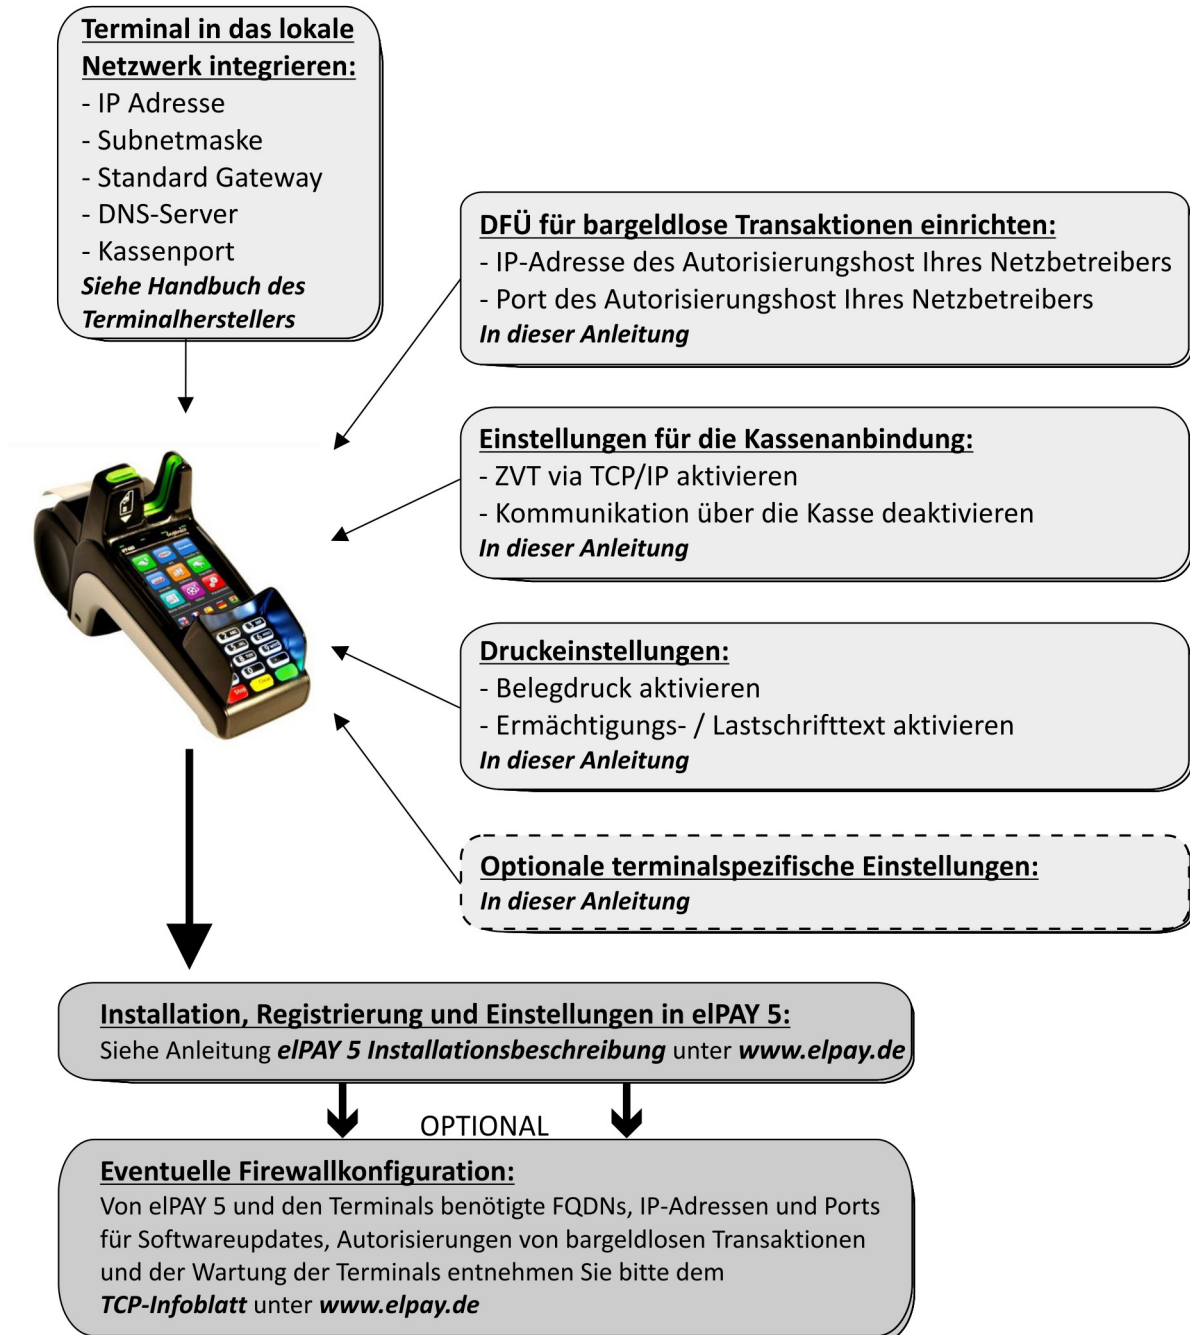 Terminal in das lokale
Netzwerk integrieren:
- IP Adresse
- Subnetmaske
- Standard Gateway
- DNS-Server
- Kassenport
Siehe Handbuch des
Terminalherstellers
DFÜ für bargeldlose Transaktionen einrichten:
- IP-Adresse des Autorisierungshost Ihres Netzbetreibers
- Port des Autorisierungshost Ihres Netzbetreibers
In dieser Anleitung
Einstellungen für die Kassenanbindung:
- ZVT via TCP/IP aktivieren
- Kommunikation über die Kasse deaktivieren
In dieser Anleitung
Druckeinstellungen:
- Belegdruck aktivieren
- Ermächtigungs- / Lastschrifttext aktivieren
In dieser Anleitung
Optionale terminalspezifische Einstellungen:
In dieser Anleitung
Installation, Registrierung und Einstellungen in elPAY 5:
Siehe Anleitung elPAY 5 Installationsbeschreibung unter www.elpay.de
OPTIONAL
Eventuelle Firewallkonfiguration:
Von elPAY 5 und den Terminals benötigte FQDNs, IP-Adressen und Ports
für Softwareupdates, Autorisierungen von bargeldlosen Transaktionen
und der Wartung der Terminals entnehmen Sie bitte dem
TCP-Infoblatt unter www.elpay.de